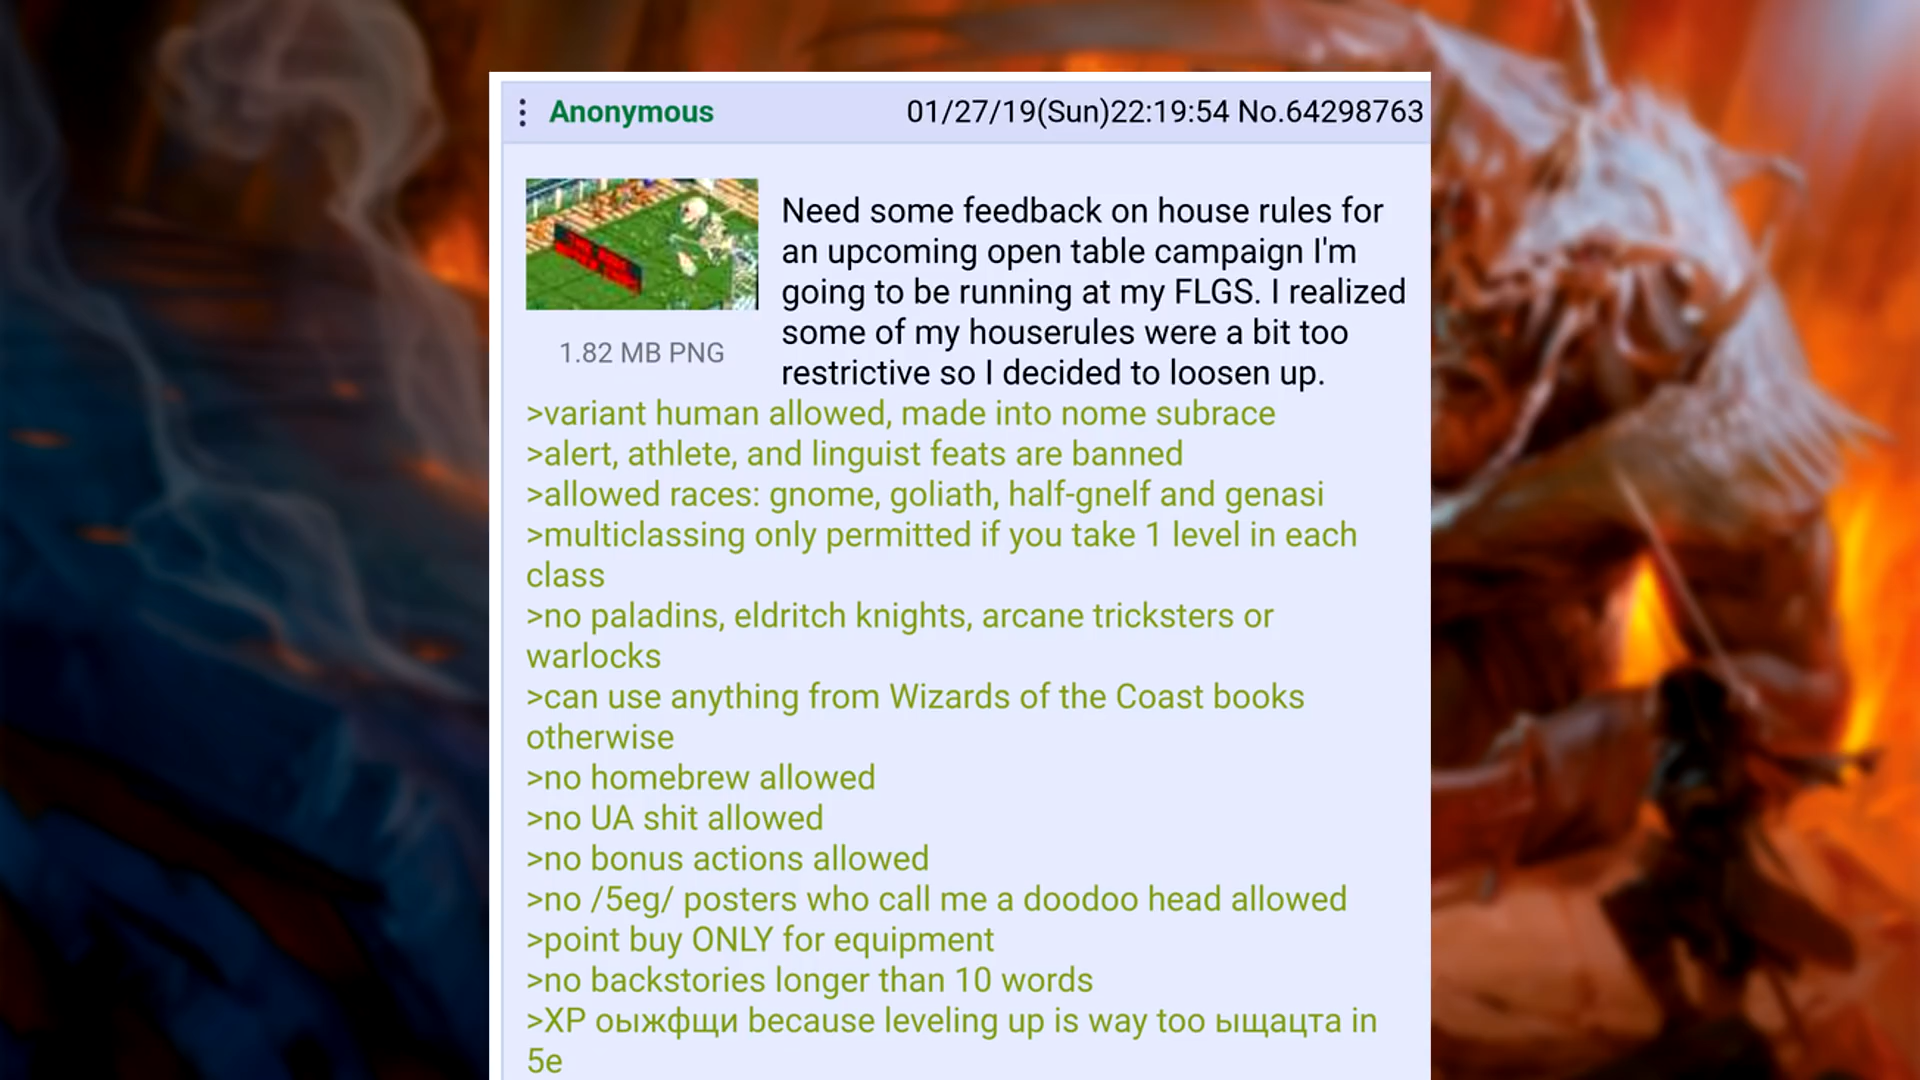 Anonymous 01/27/19(Sun)22:19:54 No.64298763
Need some feedback on house rules for
an upcoming open table campaign I'm
going to be running at my FLGS. I realized
some of my houserules were a bit too
restrictive so I decided to loosen up.
1.82 MB PNG
>variant human allowed, made into nome subrace
>alert, athlete, and linguist feats are banned
>allowed races: gnome, goliath, half-gnelf and genasi
>multiclassing only permitted if you take 1 level in each
class
>no paladins, eldritch knights, arcane tricksters or
warlocks
>can use anything from Wizards of the Coast books
otherwise
>no homebrew allowed
>no UA shit allowed
>no bonus actions allowed
>no /5eg/ posters who call me a doodoo head allowed
>point buy ONLY for equipment
>no backstories longer than 10 words
>XP оыжфщи because leveling up is way too ыщацта in
5e